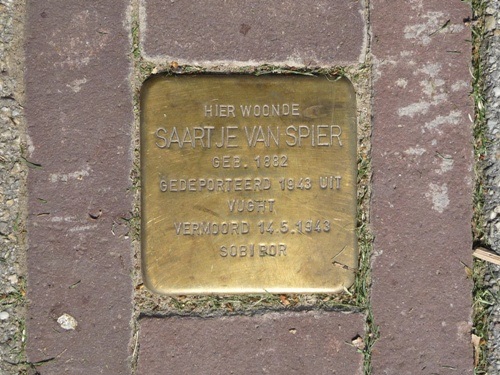 HIER WOONDE
SAARTJE VAN SPIER
GEB. 1882
GEDEPORTEERD 1943 UIT
VUGHT
VERMOORD 14.5.1943
SOBIBOR